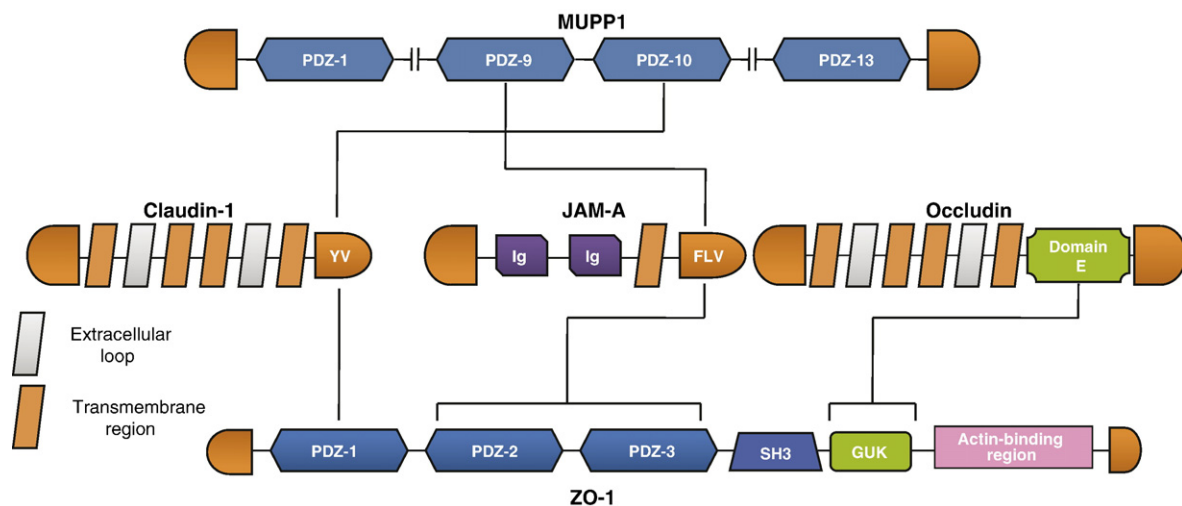 MUPP1
PDZ-1
PDZ-9
PDZ-10
PDZ-13
Claudin-1
JAM-A
Occludin
YV
Ig
Ig
FLV
Domain
E
Extracellular
loop
Transmembrane
region
PDZ-1
PDZ-2
PDZ-3
SH3
GUK
Actin-binding
region
ZO-1